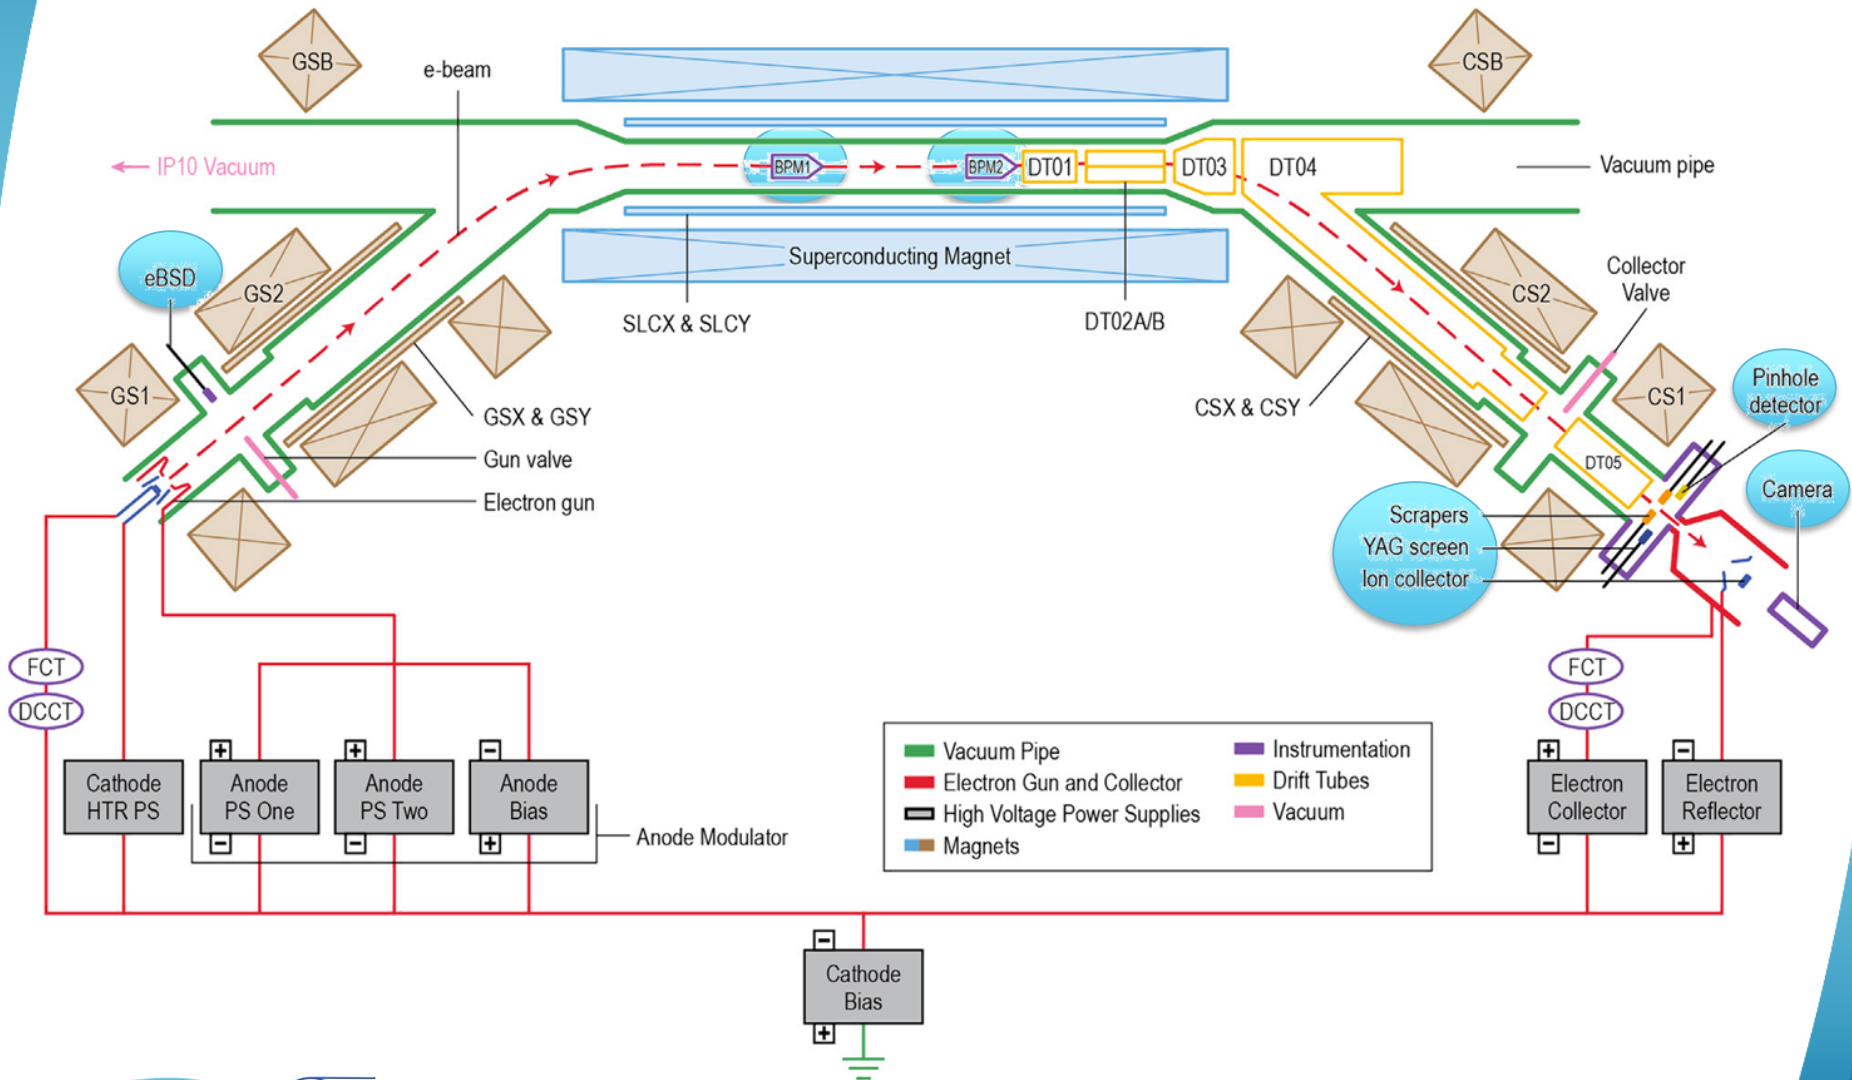 GSB
e-beam
CSB
IP10 Vacuum
BPM1
BPM2
DT01
DT03
DT04
Vacuum pipe
eBSD
GS2
Superconducting Magnet
CS2
Collector
Valve
SLCX & SLCY
DT02A/B
GS1
GSX & GSY
CSX & CSY
CS1
Pinhole
detector
Gun valve
DT05
Electron gun
Camera
Scrapers
YAG screen
Ion collector
FCT
DCCT
FCT
DCCT
Cathode
HTR PS
+
Anode
PS One
-
+
Anode
PS Two
-
-
Anode
Bias
+
Anode Modulator
Vacuum Pipe
Electron Gun and Collector
High Voltage Power Supplies
Magnets
Instrumentation
Drift Tubes
Vacuum
+
Electron
Collector
-
-
Electron
Reflector
+
-
Cathode
Bias
+